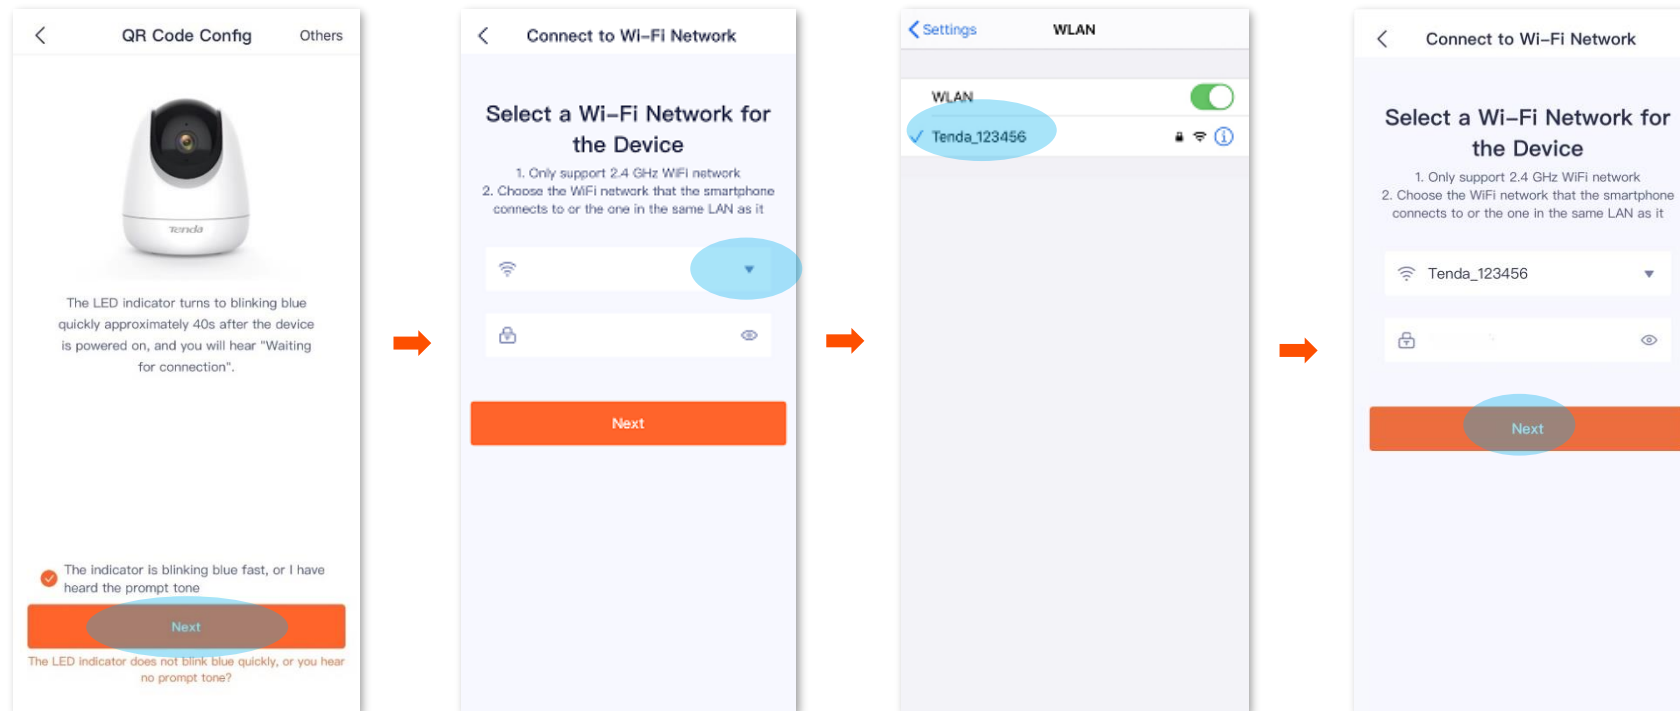 QR Code Config
Others
Tenda
The LED indicator turns to blinking blue
quickly approximately 40s after the device
is powered on, and you will hear "Waiting
for connection".
The indicator is blinking blue fast, or I have
heard the prompt tone
Next
The LED indicator does not blink blue quickly, or you hear
no prompt tone?
Connect to Wi-Fi Network
Select a Wi-Fi Network for
the Device
1. Only support 2.4 GHz WiFi network
2. Choose the WiFi network that the smartphone
connects to or the one in the same LAN as it
Next
Settings
WLAN
WLAN
Tenda_123456
Connect to Wi-Fi Network
Select a Wi-Fi Network for
the Device
1. Only support 2.4 GHz WiFi network
2. Choose the WiFi network that the smartphone
connects to or the one in the same LAN as it
Tenda_123456
Next